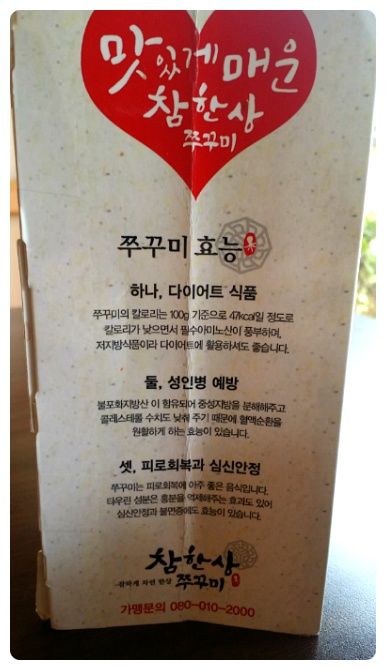 맛있게 매운
참한상
쭈꾸미
쭈꾸미 효능
하나, 다이어트 식품
쭈꾸미의 칼로리는 100g 기준으로 47kcal일 정도로
칼로리가 낮으면서 필수아미노산이 풍부하며,
저지방식품이라 다이어트에 활용하셔도 좋습니다.
둘, 성인병 예방
불포화지방산 이 함유되어 중성지방을 분해해주고
콜레스테롤 수치도 낮춰 주기 때문에 혈액순환을
원활하게 하는 효능이 있습니다.
셋, 피로회복과 심신안정
쭈꾸미는 피로회복에 아주 좋은 음식입니다.
타우린 성분은 흥분을 억제해주는 효과도 있어
심신안정과 불면증에도 효능이 있습니다.
참한상
쭈꾸미
가맹문의 080-010-2000